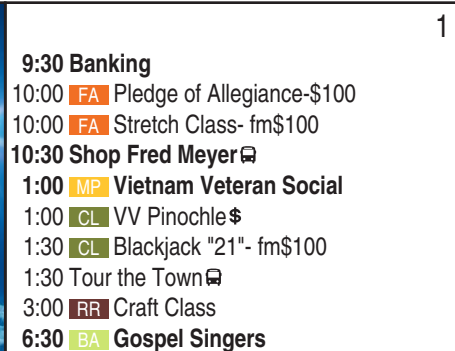 1
9:30 Banking
10:00 FA Pledge of Allegiance-$100
10:00 FA Stretch Class- fm$100
10:30 Shop Fred Meyer
1:00 MP Vietnam Veteran Social
1:00 CL VV Pinochle $
1:30 CL Blackjack "21"- fm$100
1:30 Tour the Town
3:00 RR Craft Class
6:30 BA Gospel Singers